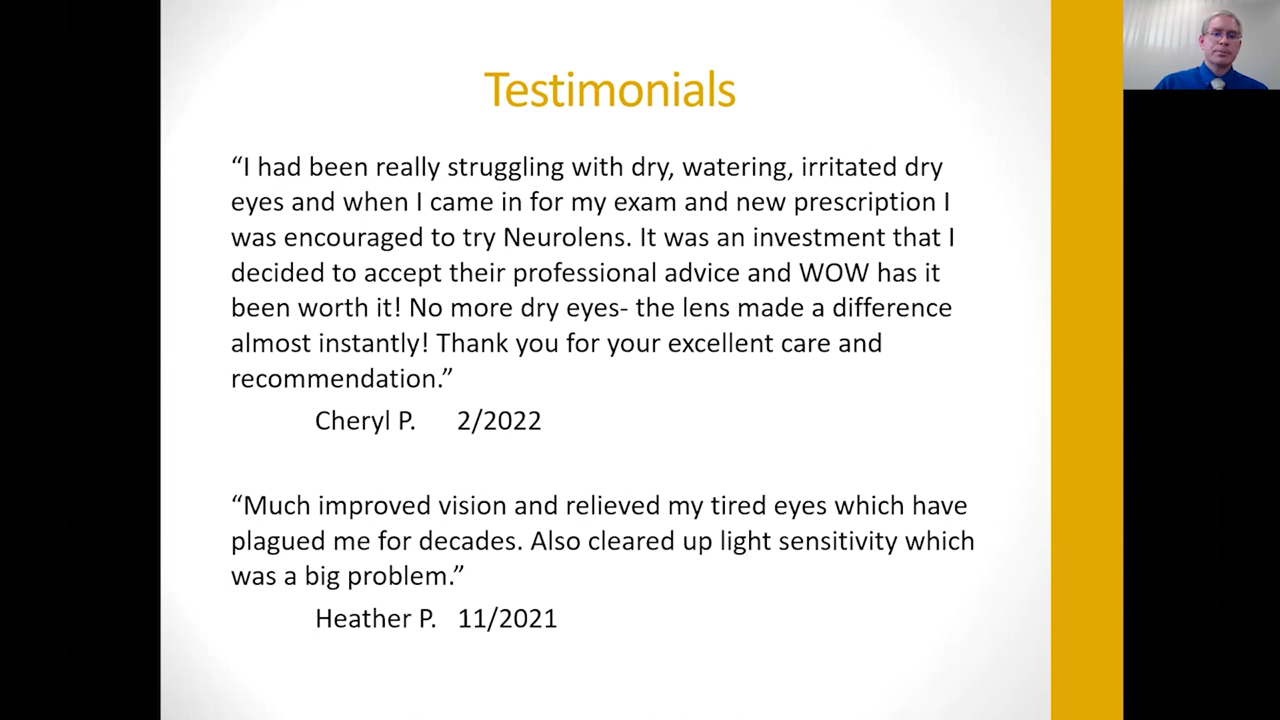 Testimonials
“I had been really struggling with dry, watering, irritated dry
eyes and when I came in for my exam and new prescription I
was encouraged to try Neurolens. It was an investment that I
decided to accept their professional advice and WOW has it
been worth it! No more dry eyes- the lens made a difference
almost instantly! Thank you for your excellent care and
recommendation.”
Cheryl P. 2/2022
“Much improved vision and relieved my tired eyes which have
plagued me for decades. Also cleared up light sensitivity which
was a big problem.”
Heather P. 11/2021